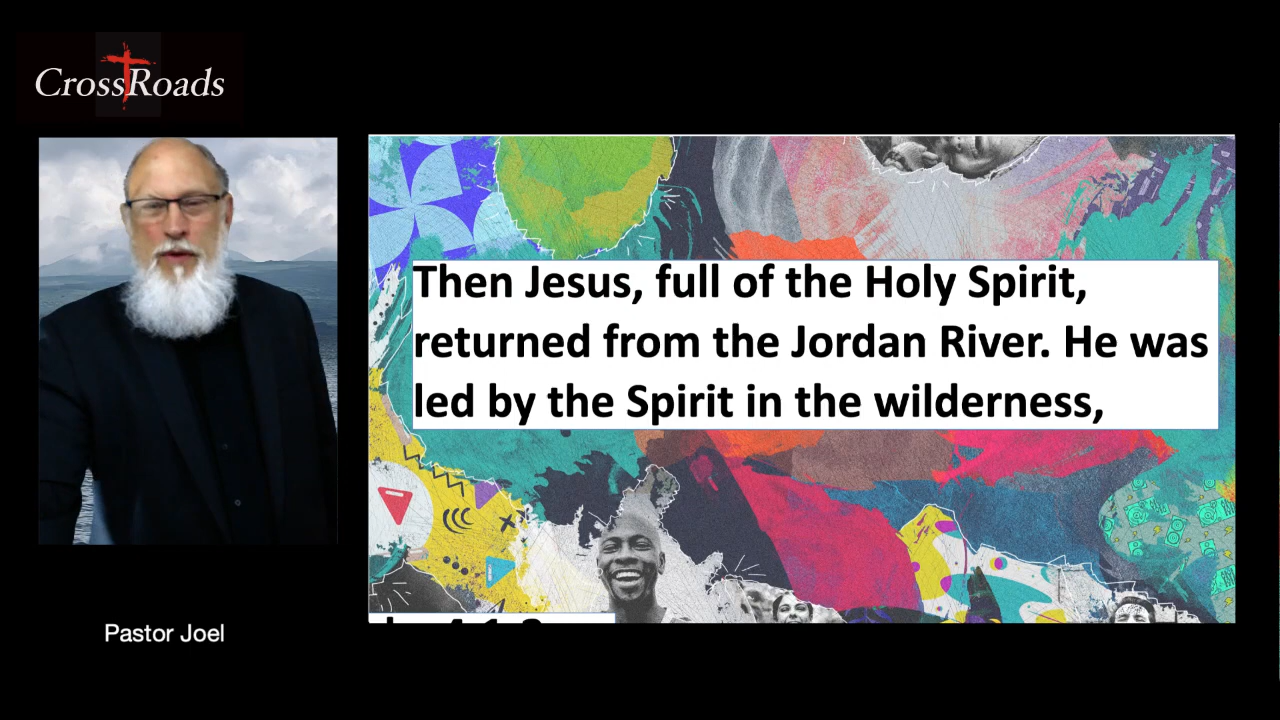 CrossRoads
Then Jesus, full of the Holy Spirit,
returned from the Jordan River. He was
led by the Spirit in the wilderness,
Pastor Joel